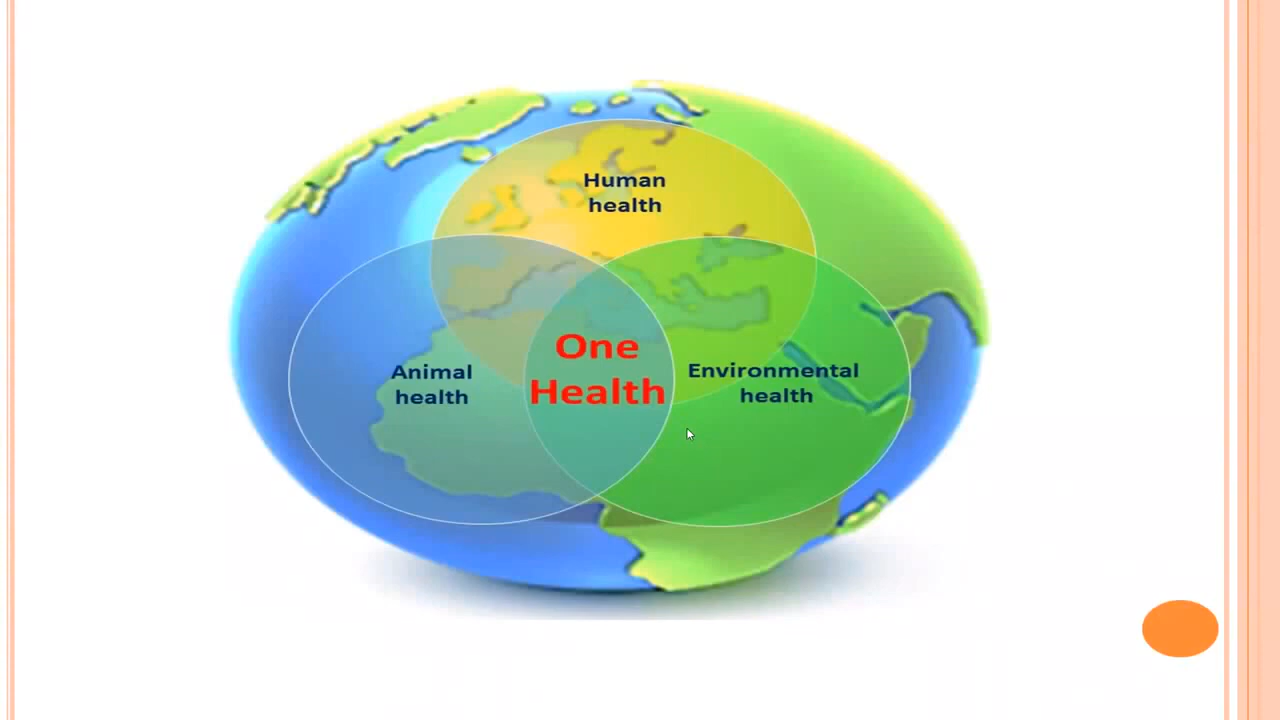 Human
health
One
Health
Animal
health
Environmental
health